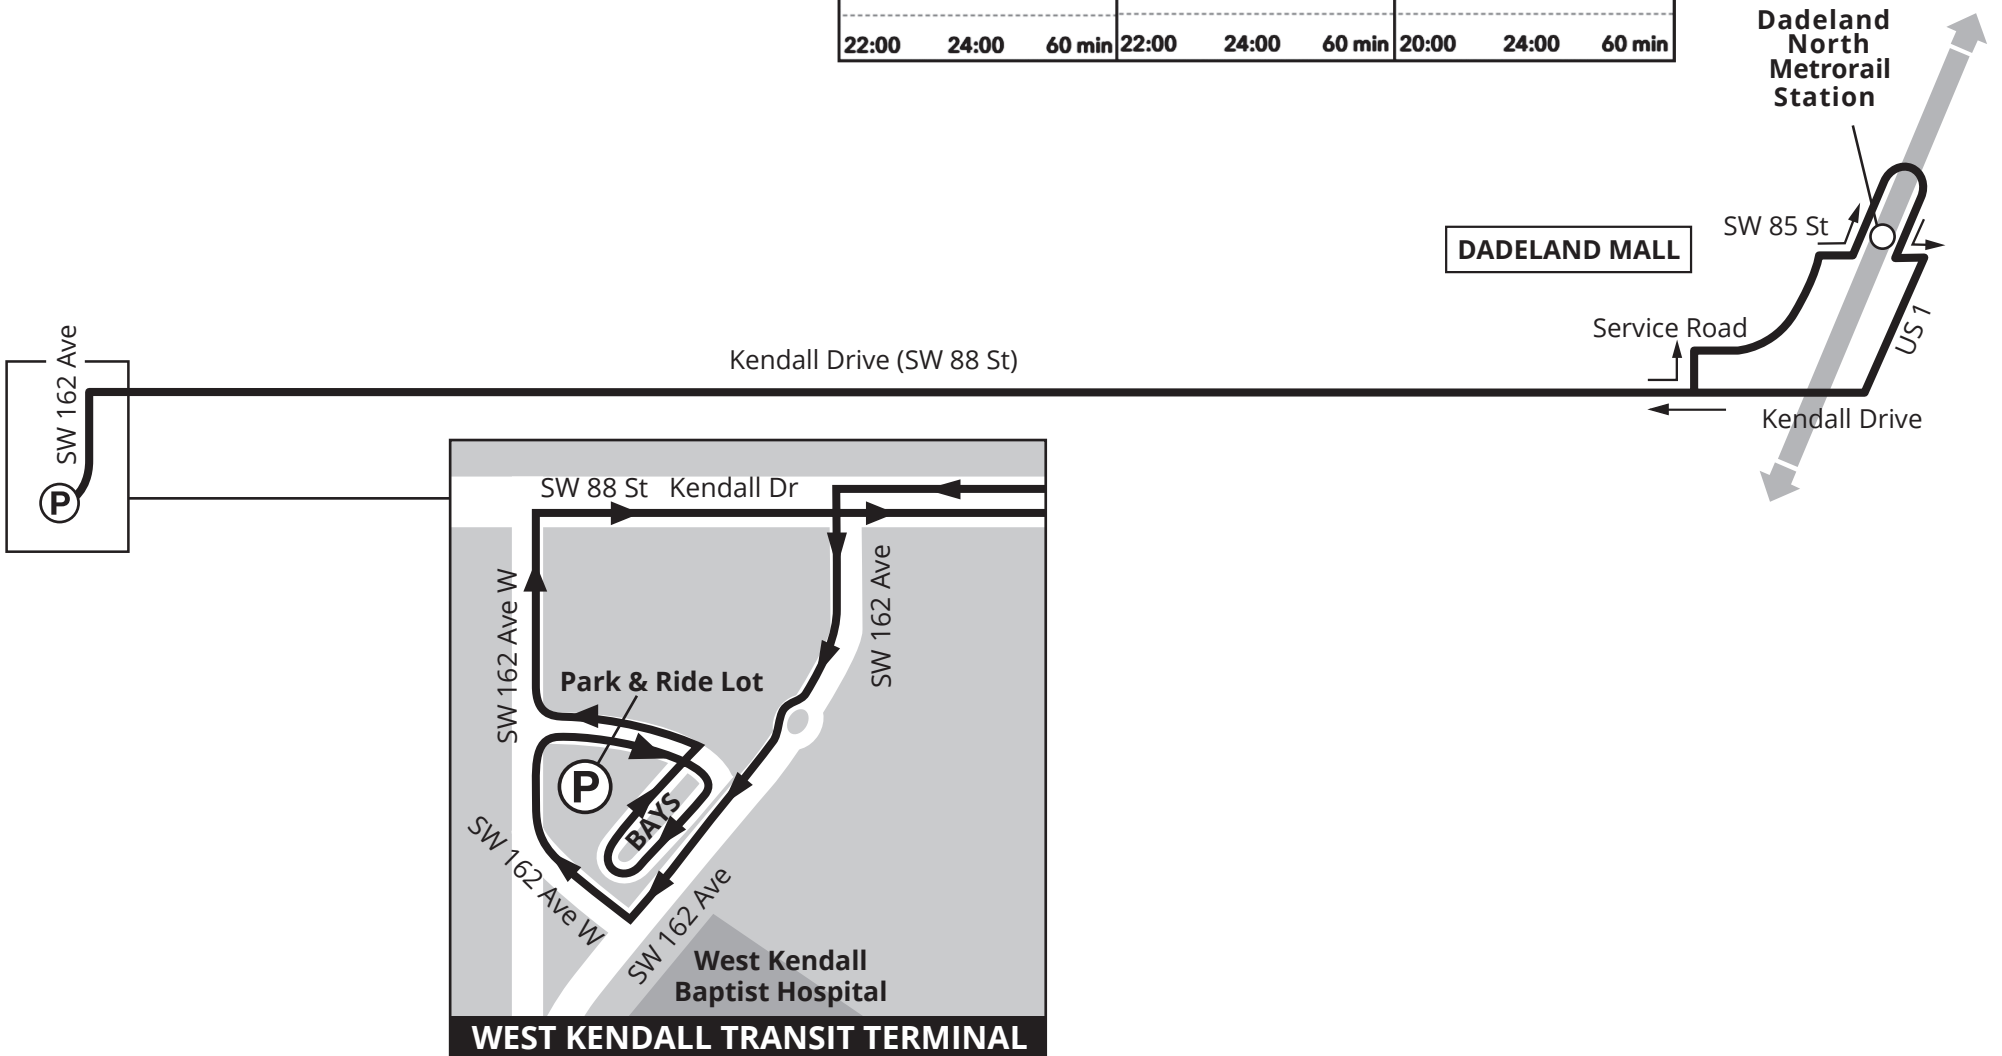 22:00 24:00 60 min 22:00 24:00 60 min 20:00 24:00 60 min
Dadeland
North
Metrorail
Station
SW 85 St
DADELAND MALL
Service Road
US 1
SW 162 Ave
Kendall Drive (SW 88 St)
Kendall Drive
P
SW 88 St Kendall Dr
SW 162 Ave W
SW 162 Ave
Park & Ride Lot
P
BAYS
SW 162 Ave W
SW 162 Ave
West Kendall
Baptist Hospital
WEST KENDALL TRANSIT TERMINAL